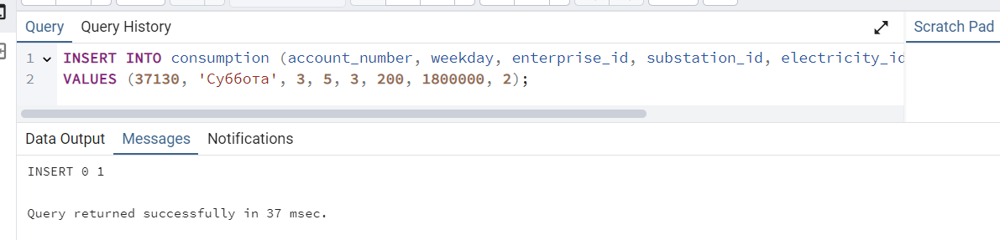 Query Query History Scratch Pad
1 INSERT INTO consumption (account_number, weekday, enterprise_id, substation_id, electricity_id
2 VALUES (37130, 'Суббота', 3, 5, 3, 200, 1800000, 2);
Data Output Messages Notifications
INSERT 0 1
Query returned successfully in 37 msec.